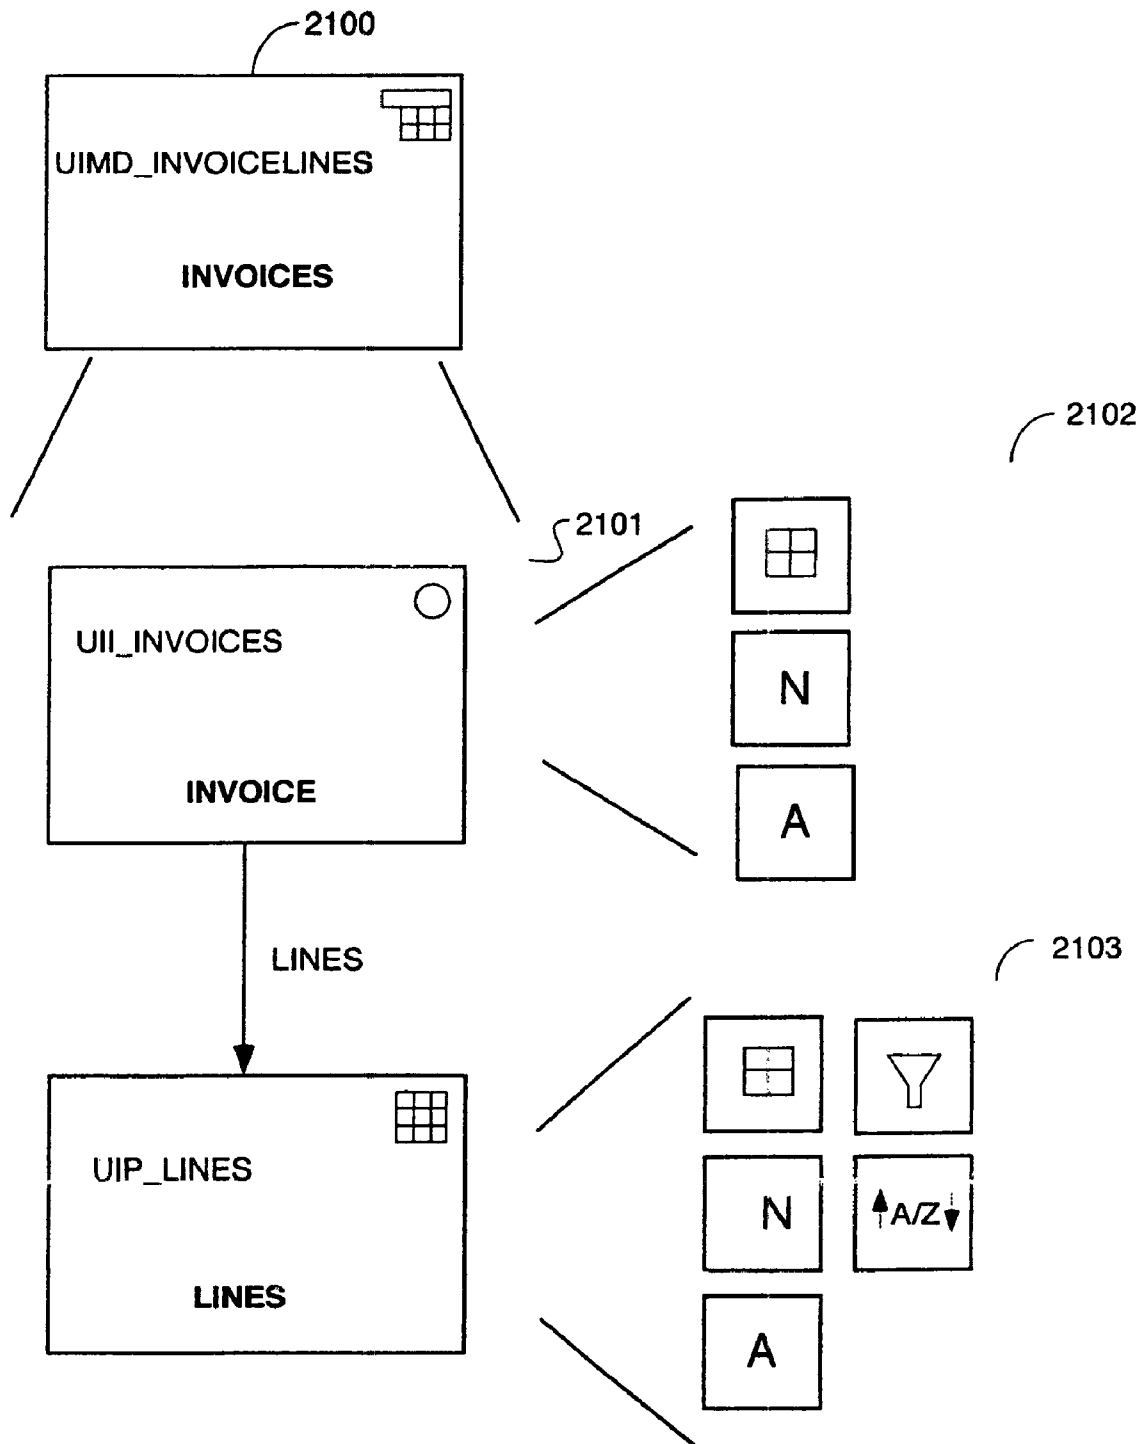 2100
UIMD_INVOICELINES
INVOICES
2102
2101
UII_INVOICES
INVOICE
N
A
LINES
2103
UIP_LINES
LINES
N
A/Z
A